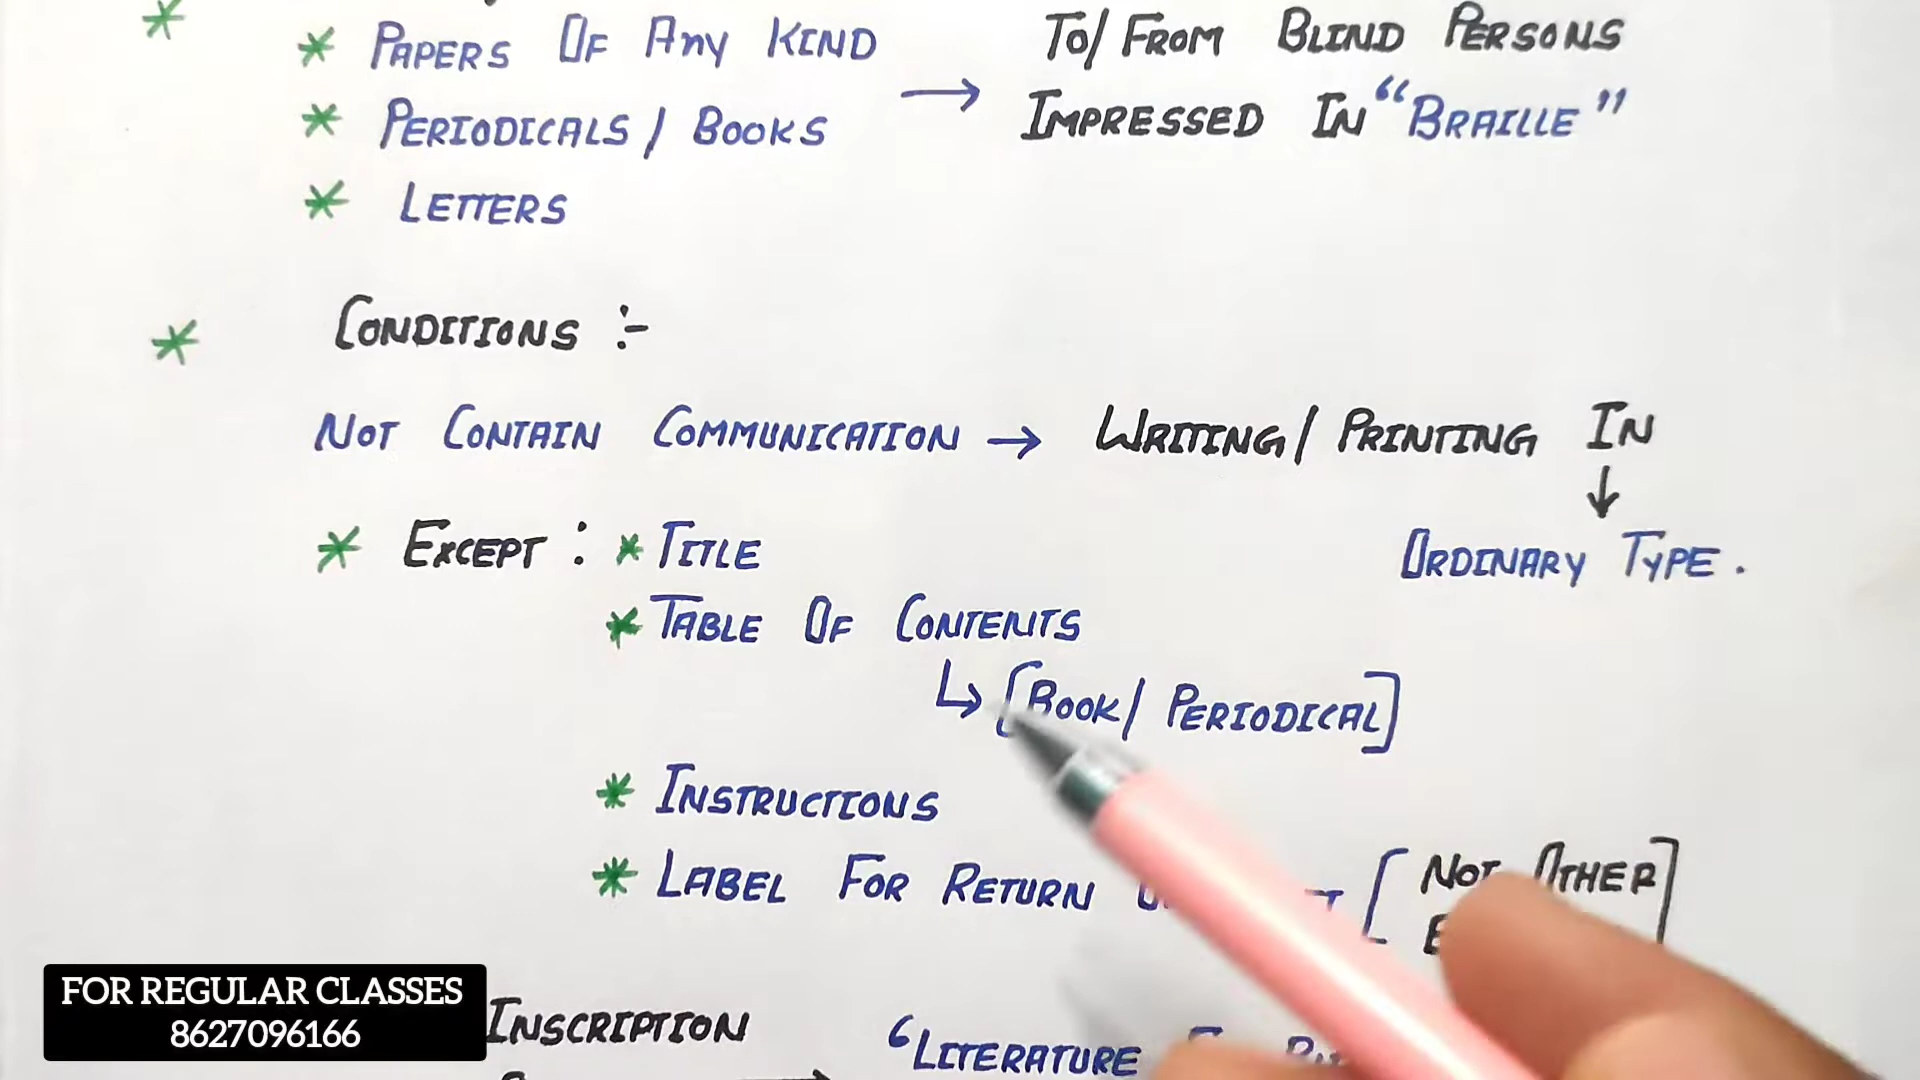 * PAPERS OF ANY KIND → TO/ FROM BLIND PERSONS
* PERIODICALS / BOOKS IMPRESSED IN "BRAILLE"
* LETTERS
* CONDITIONS :-
NOT CONTAIN COMMUNICATION → WRITING/ PRINTING IN
↓
ORDINARY TYPE.
* EXCEPT : * TITLE
* TABLE OF CONTENTS
↳ [BOOK/ PERIODICAL]
* INSTRUCTIONS
* LABEL FOR RETURN [NOT OTHER]
INSCRIPTION "LITERATURE
FOR REGULAR CLASSES
8627096166